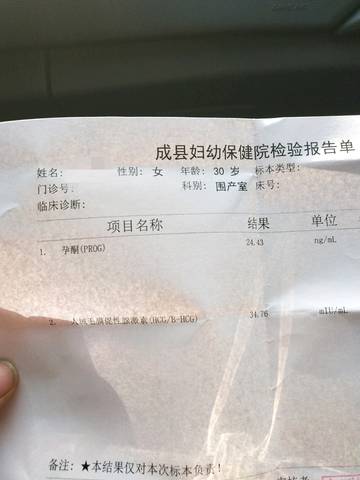 成县妇幼保健院检验报告单
姓名: 性别: 女 年龄: 30 岁 标本类型:
门诊号: 科别: 围产室 床号:
临床诊断:
项目名称 结果 单位
1. 孕酮(PROG) 24.43 ng/mL
2. 人绒毛膜促性腺激素(HCG/B-HCG) 34.76 mIU/mL
备注: ★本结果仅对本次标本负责!